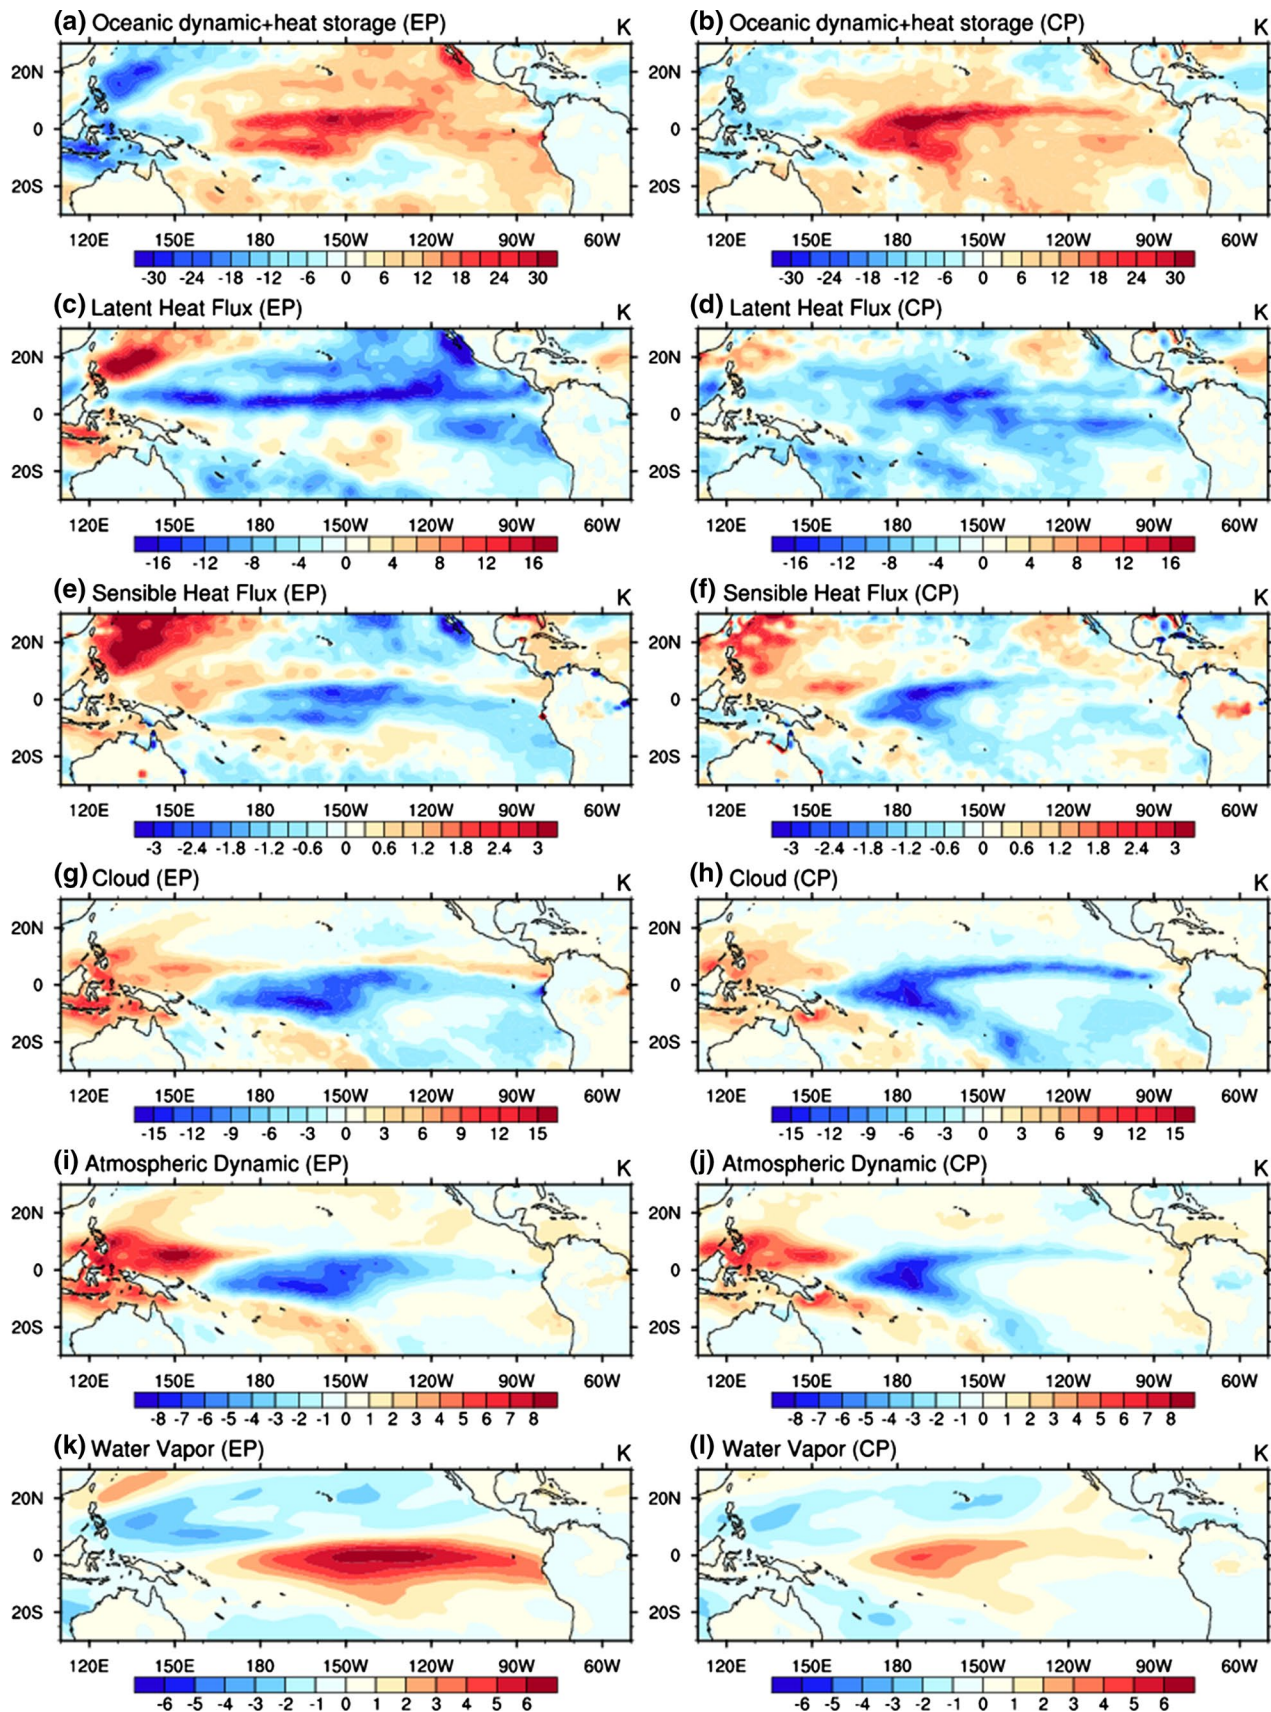 (a) Oceanic dynamic+heat storage (EP) K
20N
0
20S
120E 150E 180 150W 120W 90W 60W
-30 -24 -18 -12 -6 0 6 12 18 24 30
(b) Oceanic dynamic+heat storage (CP) K
20N
0
20S
120E 150E 180 150W 120W 90W 60W
-30 -24 -18 -12 -6 0 6 12 18 24 30
(c) Latent Heat Flux (EP) K
20N
0
20S
120E 150E 180 150W 120W 90W 60W
-16 -12 -8 -4 0 4 8 12 16
(d) Latent Heat Flux (CP) K
20N
0
20S
120E 150E 180 150W 120W 90W 60W
-16 -12 -8 -4 0 4 8 12 16
(e) Sensible Heat Flux (EP) K
20N
0
20S
120E 150E 180 150W 120W 90W 60W
-3 -2.4 -1.8 -1.2 -0.6 0 0.6 1.2 1.8 2.4 3
(f) Sensible Heat Flux (CP) K
20N
0
20S
120E 150E 180 150W 120W 90W 60W
-3 -2.4 -1.8 -1.2 -0.6 0 0.6 1.2 1.8 2.4 3
(g) Cloud (EP) K
20N
0
20S
120E 150E 180 150W 120W 90W 60W
-15 -12 -9 -6 -3 0 3 6 9 12 15
(h) Cloud (CP) K
20N
0
20S
120E 150E 180 150W 120W 90W 60W
-15 -12 -9 -6 -3 0 3 6 9 12 15
(i) Atmospheric Dynamic (EP) K
20N
0
20S
120E 150E 180 150W 120W 90W 60W
-8 -7 -6 -5 -4 -3 -2 -1 0 1 2 3 4 5 6 7 8
(j) Atmospheric Dynamic (CP) K
20N
0
20S
120E 150E 180 150W 120W 90W 60W
-8 -7 -6 -5 -4 -3 -2 -1 0 1 2 3 4 5 6 7 8
(k) Water Vapor (EP) K
20N
0
20S
120E 150E 180 150W 120W 90W 60W
-6 -5 -4 -3 -2 -1 0 1 2 3 4 5 6
(l) Water Vapor (CP) K
20N
0
20S
120E 150E 180 150W 120W 90W 60W
-6 -5 -4 -3 -2 -1 0 1 2 3 4 5 6